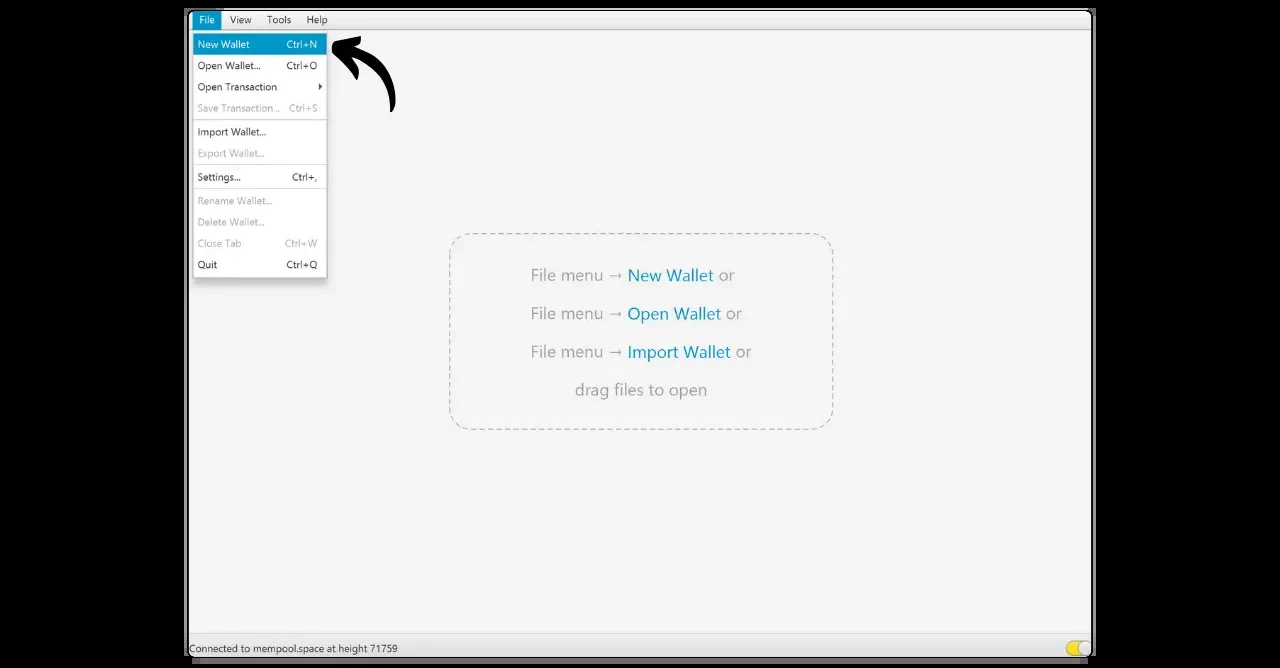 File View Tools Help
New Wallet Ctrl+N
Open Wallet... Ctrl+O
Open Transaction
Save Transaction... Ctrl+S
Import Wallet...
Export Wallet...
Settings... Ctrl+,
Rename Wallet...
Delete Wallet...
Close Tab Ctrl+W
Quit Ctrl+Q
File menu → New Wallet or
File menu → Open Wallet or
File menu → Import Wallet or
drag files to open
Connected to mempool.space at height 71759